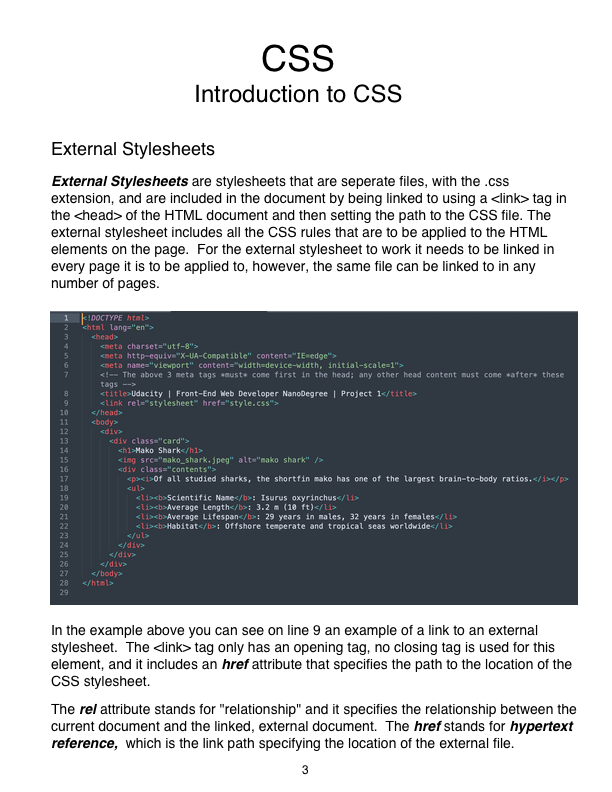 CSS
Introduction to CSS
External Stylesheets
External Stylesheets are stylesheets that are seperate files, with the .css
extension, and are included in the document by being linked to using a <link> tag in
the <head> of the HTML document and then setting the path to the CSS file. The
external stylesheet includes all the CSS rules that are to be applied to the HTML
elements on the page.  For the external stylesheet to work it needs to be linked in
every page it is to be applied to, however, the same file can be linked to in any
number of pages.
1 <!DOCTYPE html>
2 <html lang="en">
3 <head>
4 <meta charset="utf-8">
5 <meta http-equiv="X-UA-Compatible" content="IE=edge">
6 <meta name="viewport" content="width=device-width, initial-scale=1">
7 <!-- The above 3 meta tags *must* come first in the head; any other head content must come *after* these
tags -->
8 <title>Udacity | Front-End Web Developer NanoDegree | Project 1</title>
9 <link rel="stylesheet" href="style.css">
10 </head>
11 <body>
12 <div>
13 <div class="card">
14 <h1>Mako Shark</h1>
15 <img src="mako_shark.jpeg" alt="mako shark" />
16 <div class="contents">
17 <p><i>Of all studied sharks, the shortfin mako has one of the largest brain-to-body ratios.</i></p>
18 <ul>
19 <li><b>Scientific Name</b>: Isurus oxyrinchus</li>
20 <li><b>Average Length</b>: 3.2 m (10 ft)</li>
21 <li><b>Average Lifespan</b>: 29 years in males, 32 years in females</li>
22 <li><b>Habitat</b>: Offshore temperate and tropical seas worldwide</li>
23 </ul>
24 </div>
25 </div>
26 </div>
27 </body>
28 </html>
29
In the example above you can see on line 9 an example of a link to an external
stylesheet.  The <link> tag only has an opening tag, no closing tag is used for this
element, and it includes an href attribute that specifies the path to the location of the
CSS stylesheet.
The rel attribute stands for "relationship" and it specifies the relationship between the
current document and the linked, external document.  The href stands for hypertext
reference,  which is the link path specifying the location of the external file.
3